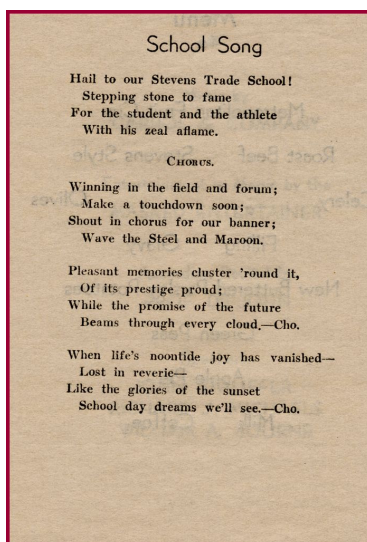 School Song
Hail to our Stevens Trade School!
Stepping stone to fame
For the student and the athlete
With his zeal aflame.
CHORUS.
Winning in the field and forum;
Make a touchdown soon;
Shout in chorus for our banner;
Wave the Steel and Maroon.
Pleasant memories cluster 'round it,
Of its prestige proud;
While the promise of the future
Beams through every cloud.—Cho.
When life's noontide joy has vanished—
Lost in reverie—
Like the glories of the sunset
School day dreams we'll see.—Cho.